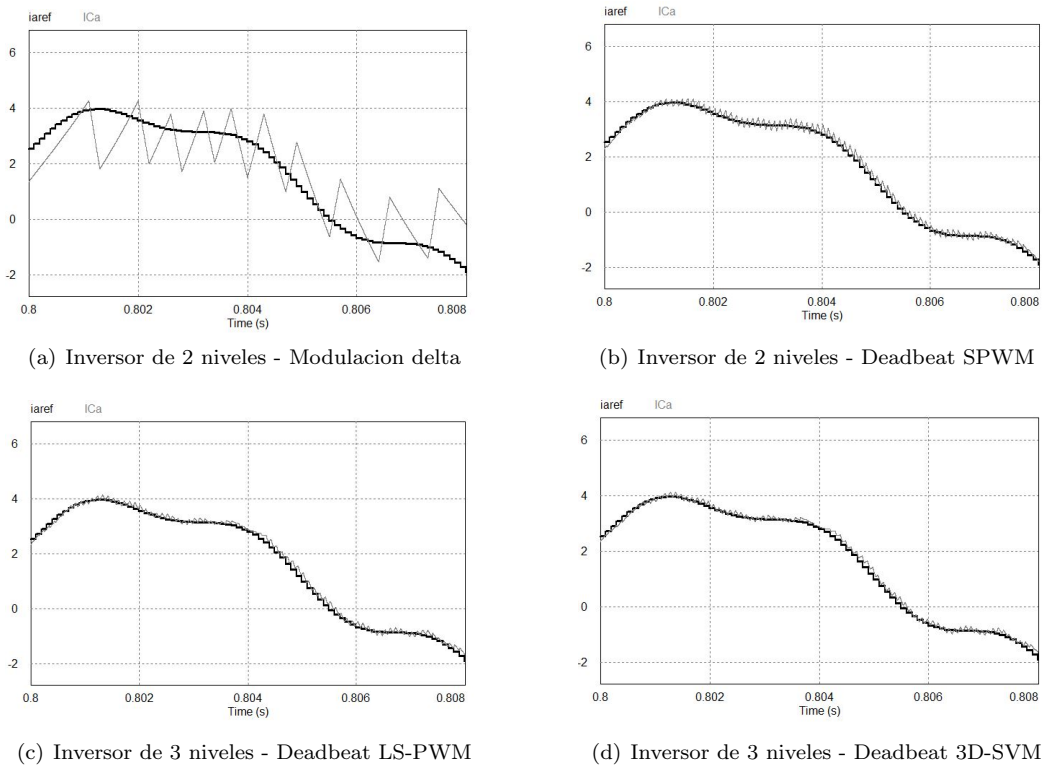 iaref ICa
6
4
2
0
-2
0.8 0.802 0.804 0.806 0.808
Time (s)
(a) Inversor de 2 niveles - Modulacion delta
iaref ICa
6
4
2
0
-2
0.8 0.802 0.804 0.806 0.808
Time (s)
(b) Inversor de 2 niveles - Deadbeat SPWM
iaref ICa
6
4
2
0
-2
0.8 0.802 0.804 0.806 0.808
Time (s)
(c) Inversor de 3 niveles - Deadbeat LS-PWM
iaref ICa
6
4
2
0
-2
0.8 0.802 0.804 0.806 0.808
Time (s)
(d) Inversor de 3 niveles - Deadbeat 3D-SVM